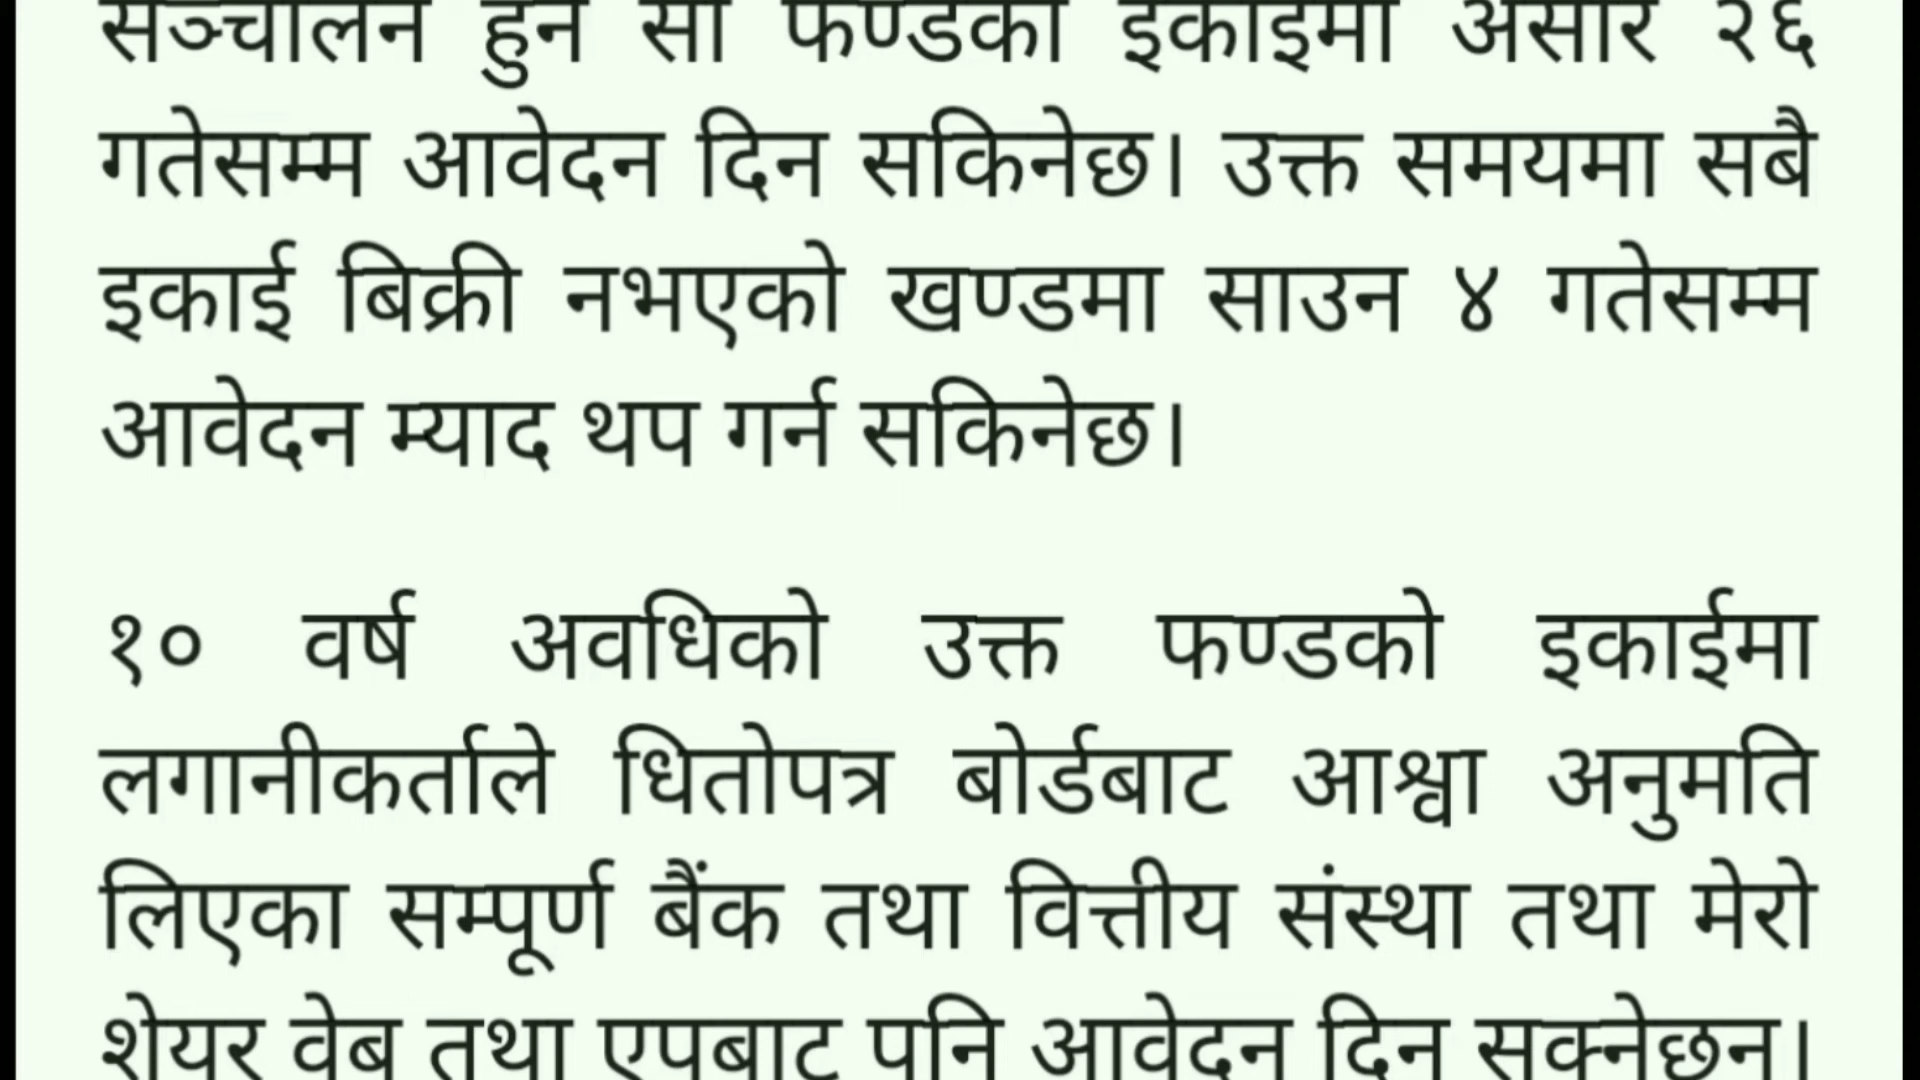 सञ्चालन हुने सो फण्डको इकाइमा असार २६
गतेसम्म आवेदन दिन सकिनेछ। उक्त समयमा सबै
इकाई बिक्री नभएको खण्डमा साउन ४ गतेसम्म
आवेदन म्याद थप गर्न सकिनेछ।
१० वर्ष अवधिको उक्त फण्डको इकाईमा
लगानीकर्ताले धितोपत्र बोर्डबाट आश्वा अनुमति
लिएका सम्पूर्ण बैंक तथा वित्तीय संस्था तथा मेरो
शेयर वेब तथा एपबाट पनि आवेदन दिन सक्नेछन।